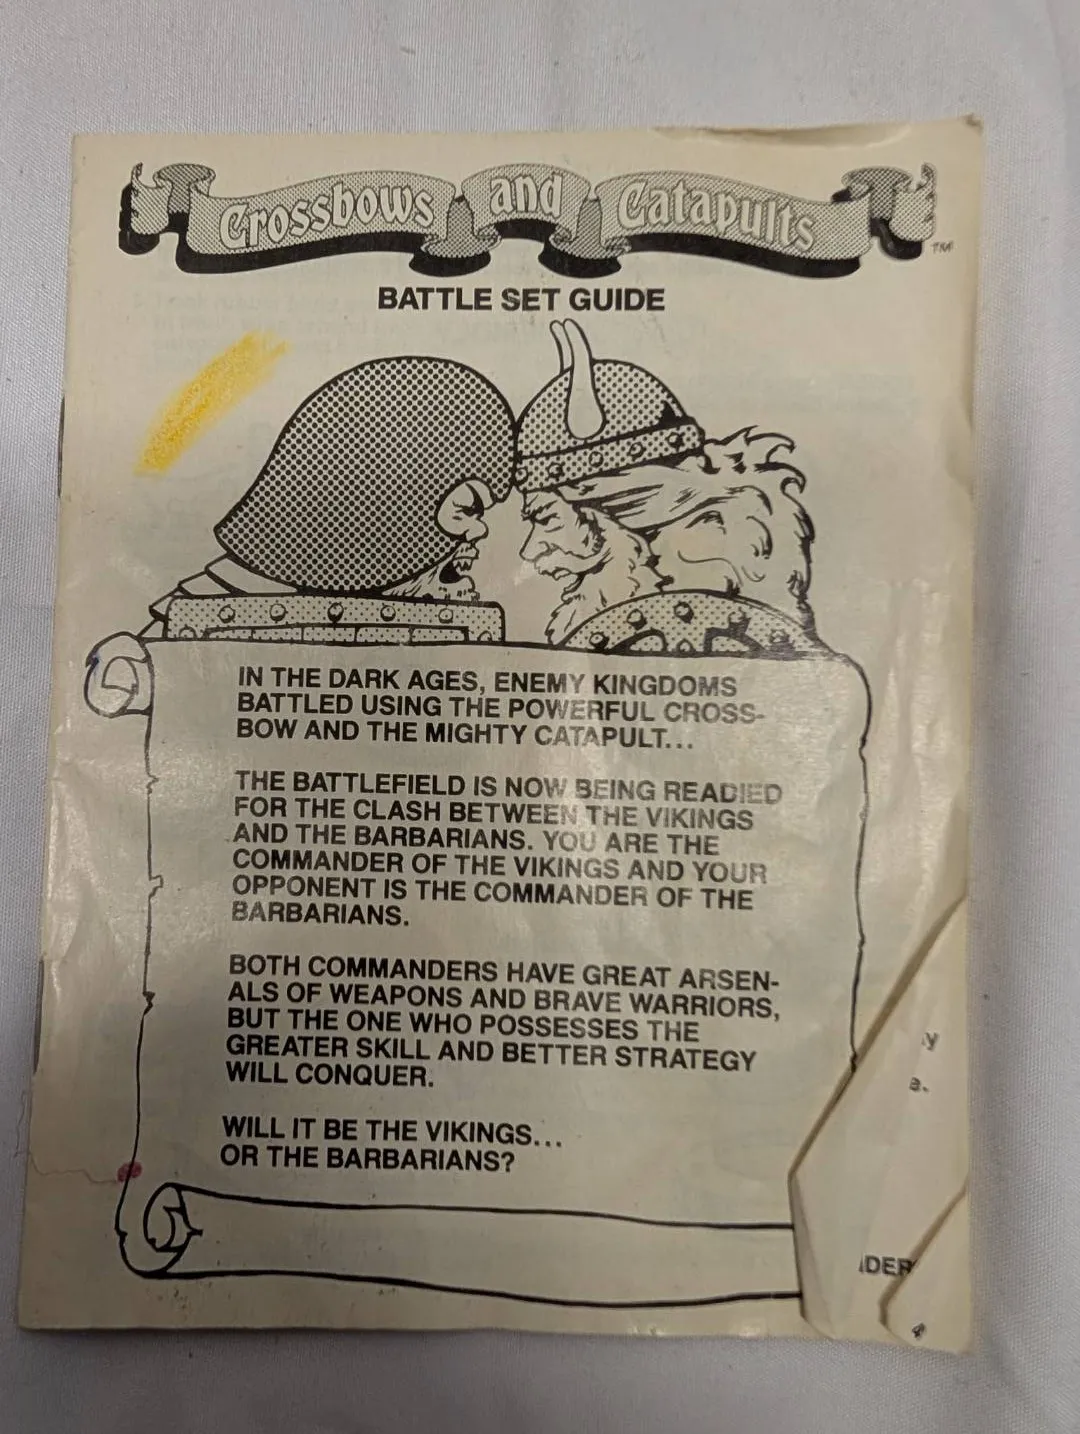 Crossbows and Catapults
TM
BATTLE SET GUIDE
IN THE DARK AGES, ENEMY KINGDOMS
BATTLED USING THE POWERFUL CROSS-
BOW AND THE MIGHTY CATAPULT...
THE BATTLEFIELD IS NOW BEING READIED
FOR THE CLASH BETWEEN THE VIKINGS
AND THE BARBARIANS. YOU ARE THE
COMMANDER OF THE VIKINGS AND YOUR
OPPONENT IS THE COMMANDER OF THE
BARBARIANS.
BOTH COMMANDERS HAVE GREAT ARSEN-
ALS OF WEAPONS AND BRAVE WARRIORS,
BUT THE ONE WHO POSSESSES THE
GREATER SKILL AND BETTER STRATEGY
WILL CONQUER.
WILL IT BE THE VIKINGS...
OR THE BARBARIANS?